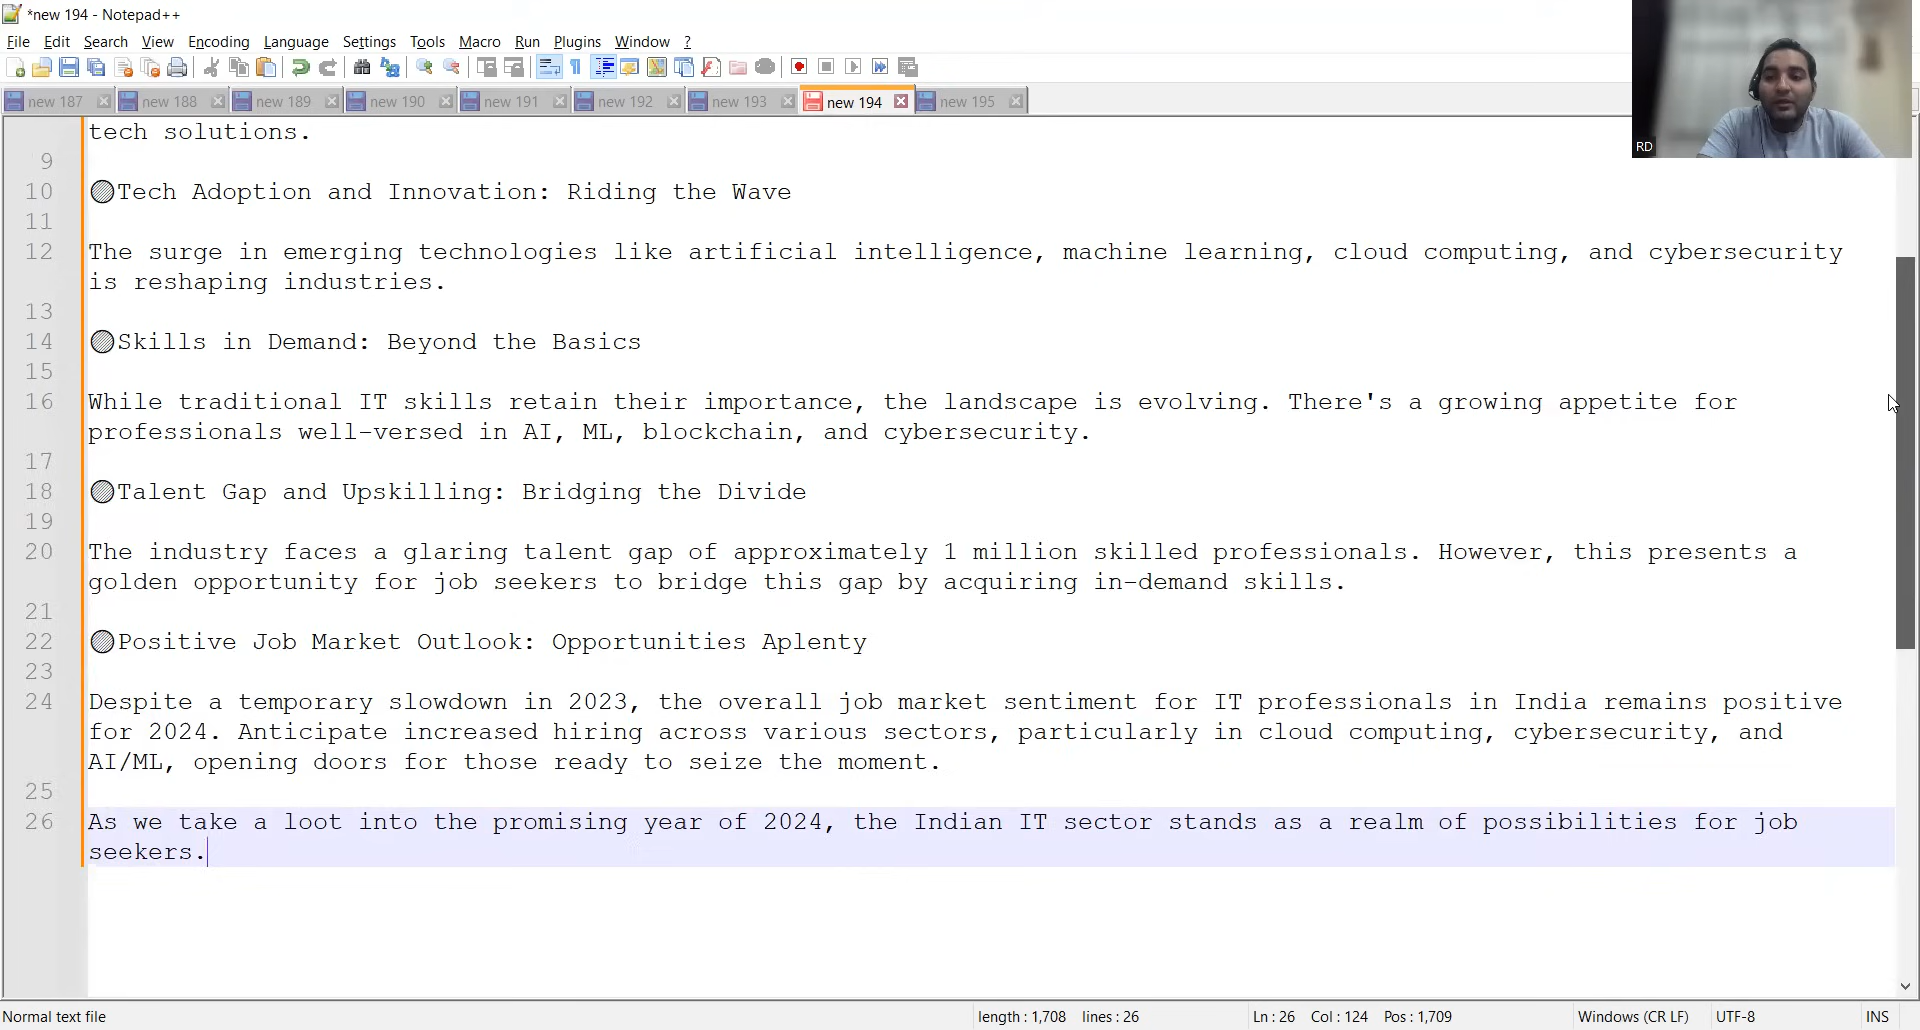 *new 194 - Notepad++
File Edit Search View Encoding Language Settings Tools Macro Run Plugins Window ?
new 187 new 188 new 189 new 190 new 191 new 192 new 193 new 194 new 195
RD
tech solutions.
9
10 Tech Adoption and Innovation: Riding the Wave
11
12 The surge in emerging technologies like artificial intelligence, machine learning, cloud computing, and cybersecurity
is reshaping industries.
13
14 Skills in Demand: Beyond the Basics
15
16 While traditional IT skills retain their importance, the landscape is evolving. There's a growing appetite for
professionals well-versed in AI, ML, blockchain, and cybersecurity.
17
18 Talent Gap and Upskilling: Bridging the Divide
19
20 The industry faces a glaring talent gap of approximately 1 million skilled professionals. However, this presents a
golden opportunity for job seekers to bridge this gap by acquiring in-demand skills.
21
22 Positive Job Market Outlook: Opportunities Aplenty
23
24 Despite a temporary slowdown in 2023, the overall job market sentiment for IT professionals in India remains positive
for 2024. Anticipate increased hiring across various sectors, particularly in cloud computing, cybersecurity, and
AI/ML, opening doors for those ready to seize the moment.
25
26 As we take a loot into the promising year of 2024, the Indian IT sector stands as a realm of possibilities for job
seekers.
Normal text file length : 1,708 lines : 26 Ln : 26 Col : 124 Pos : 1,709 Windows (CR LF) UTF-8 INS